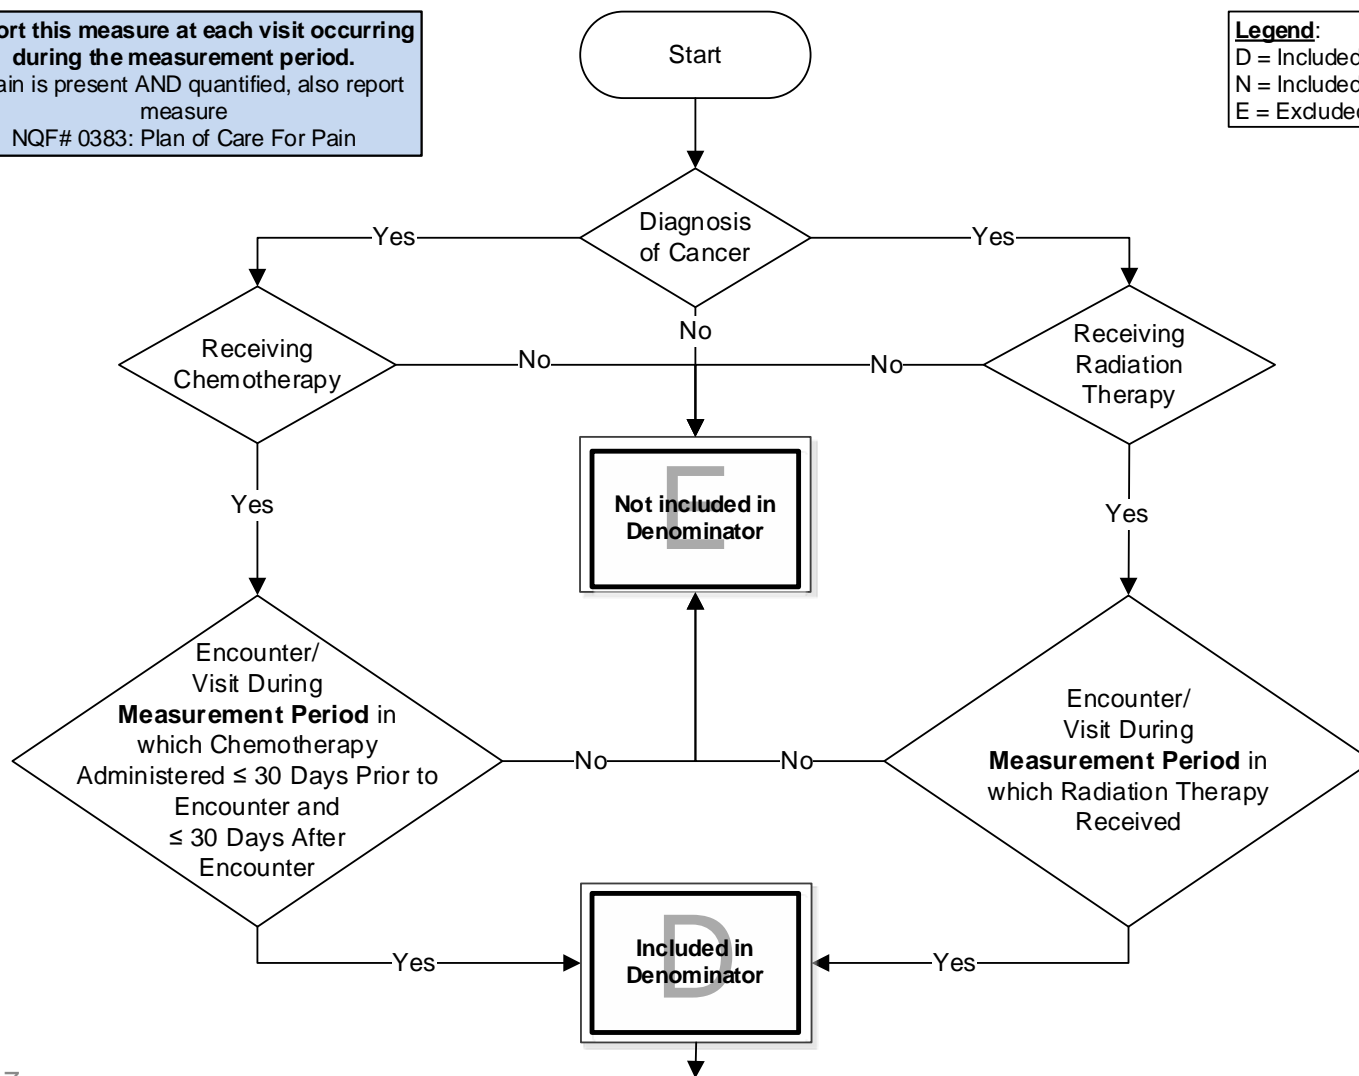 ort this measure at each visit occurring
during the measurement period.
ain is present AND quantified, also report
measure
NQF# 0383: Plan of Care For Pain
Start
Legend:
D = Included
N = Included
E = Excluded
Diagnosis
of Cancer
Yes
Yes
No
Receiving
Chemotherapy
No
No
Receiving
Radiation
Therapy
Yes
E
Not included in
Denominator
Yes
Encounter/
Visit During
Measurement Period in
which Chemotherapy
Administered ≤ 30 Days Prior to
Encounter and
≤ 30 Days After
Encounter
No
No
Encounter/
Visit During
Measurement Period in
which Radiation Therapy
Received
Yes
D
Included in
Denominator
Yes